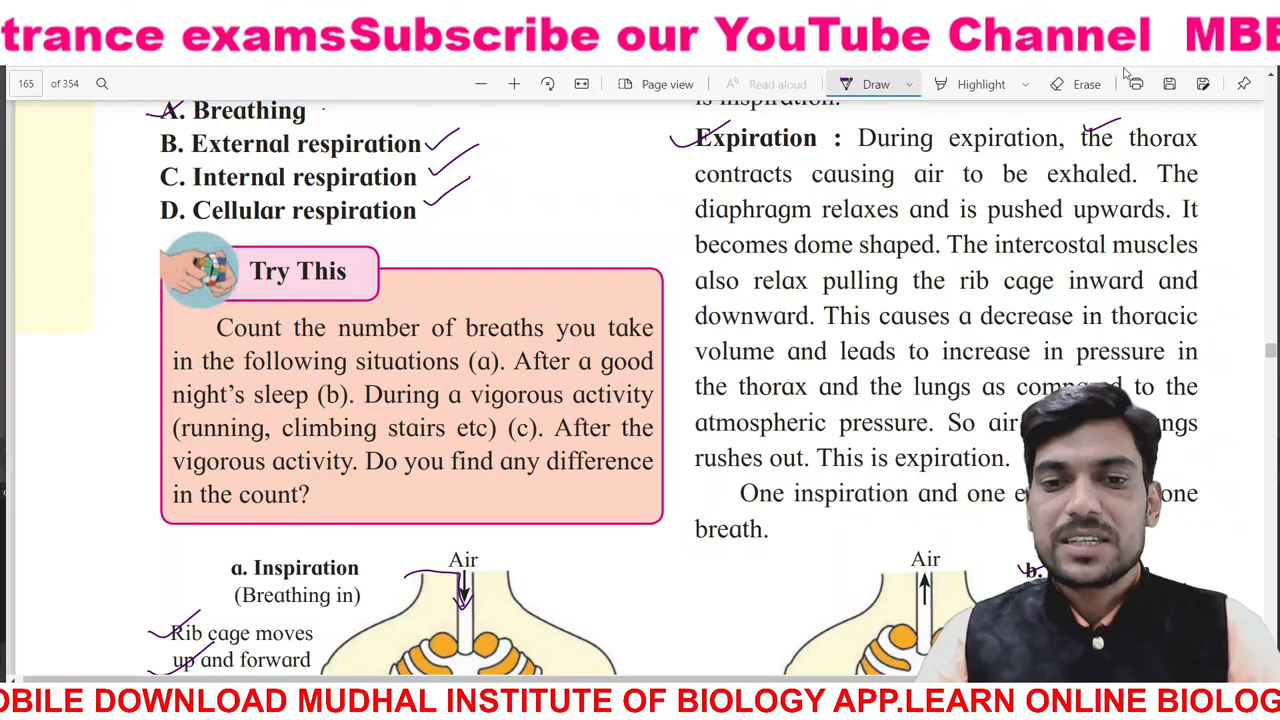 trance examsSubscribe our YouTube Channel MBB
165 of 354
Page view
Read aloud
Draw
Highlight
Erase
A. Breathing
B. External respiration
C. Internal respiration
D. Cellular respiration
Try This
Count the number of breaths you take
in the following situations (a). After a good
night's sleep (b). During a vigorous activity
(running, climbing stairs etc) (c). After the
vigorous activity. Do you find any difference
in the count?
a. Inspiration
(Breathing in)
Air
Rib cage moves
up and forward
is inspiration.
Expiration : During expiration, the thorax
contracts causing air to be exhaled. The
diaphragm relaxes and is pushed upwards. It
becomes dome shaped. The intercostal muscles
also relax pulling the rib cage inward and
downward. This causes a decrease in thoracic
volume and leads to increase in pressure in
the thorax and the lungs as compared to the
atmospheric pressure. So air
rushes out. This is expiration.
One inspiration and one one
breath.
Air
b.
OBILE DOWNLOAD MUDHAL INSTITUTE OF BIOLOGY APP.LEARN ONLINE BIOLOG